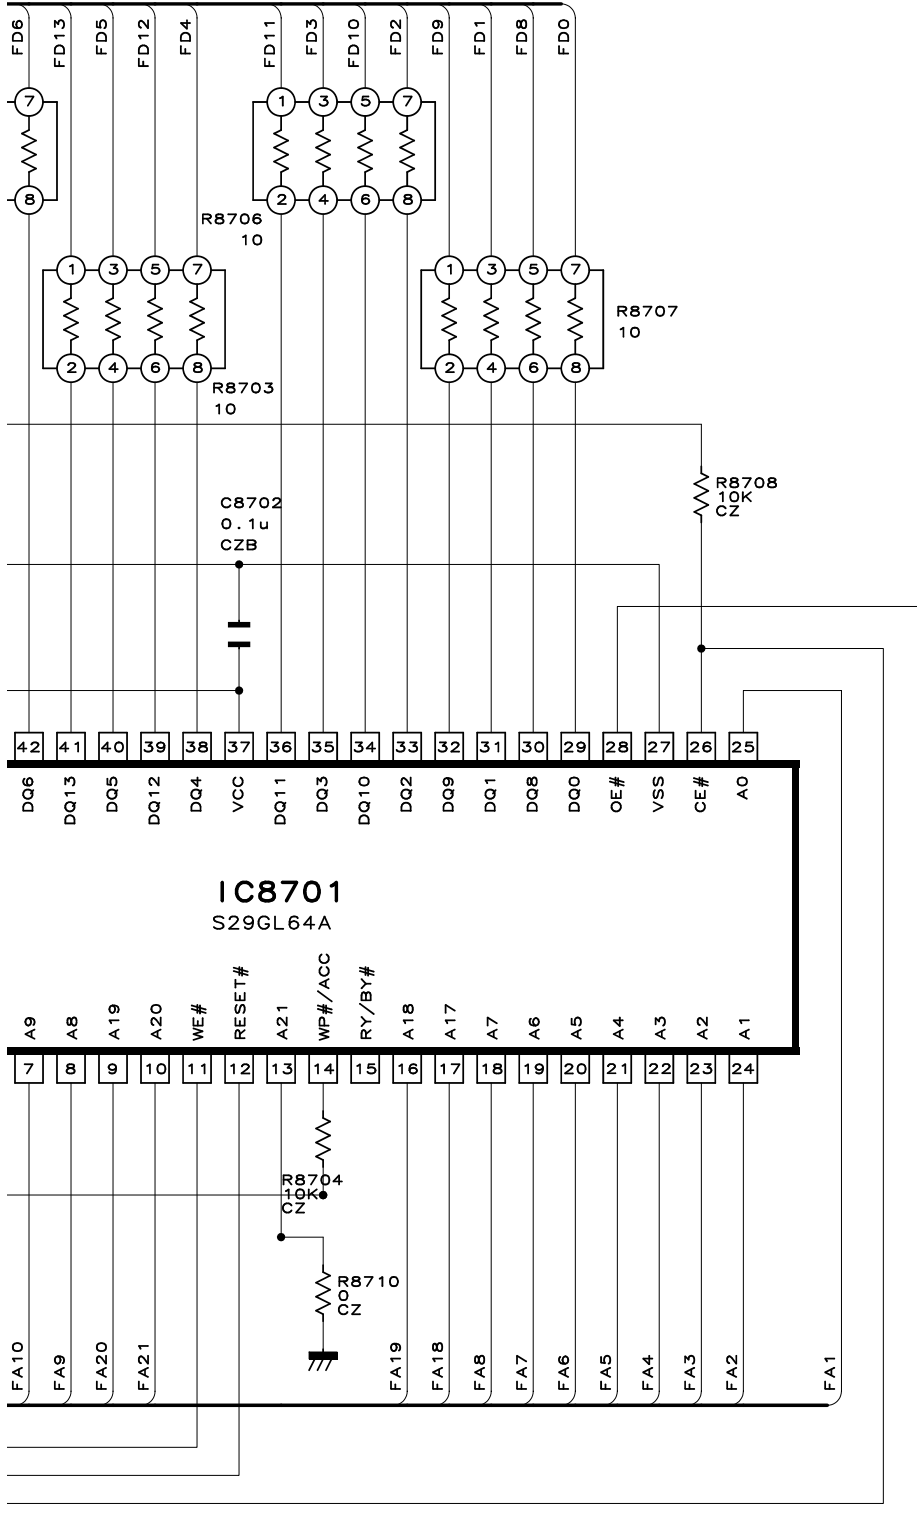 FD6 FD13 FD5 FD12 FD4 FD11 FD3 FD10 FD2 FD9 FD1 FD8 FD0
7 1 3 5 7
8 2 4 6 8
R8706
10
1 3 5 7 1 3 5 7
R8707
10
2 4 6 8 2 4 6 8
R8703
10
R8708
10K
CZ
C8702
0.1u
CZB
42 41 40 39 38 37 36 35 34 33 32 31 30 29 28 27 26 25
DQ6 DQ13 DQ5 DQ12 DQ4 VCC DQ11 DQ3 DQ10 DQ2 DQ9 DQ1 DQ8 DQ0 OE# VSS CE# A0
IC8701
S29GL64A
A9 A8 A19 A20 WE# RESET# A21 WP#/ACC RY/BY# A18 A17 A7 A6 A5 A4 A3 A2 A1
7 8 9 10 11 12 13 14 15 16 17 18 19 20 21 22 23 24
R8704
10K
CZ
R8710
0
CZ
FA10 FA9 FA20 FA21 FA19 FA18 FA8 FA7 FA6 FA5 FA4 FA3 FA2 FA1